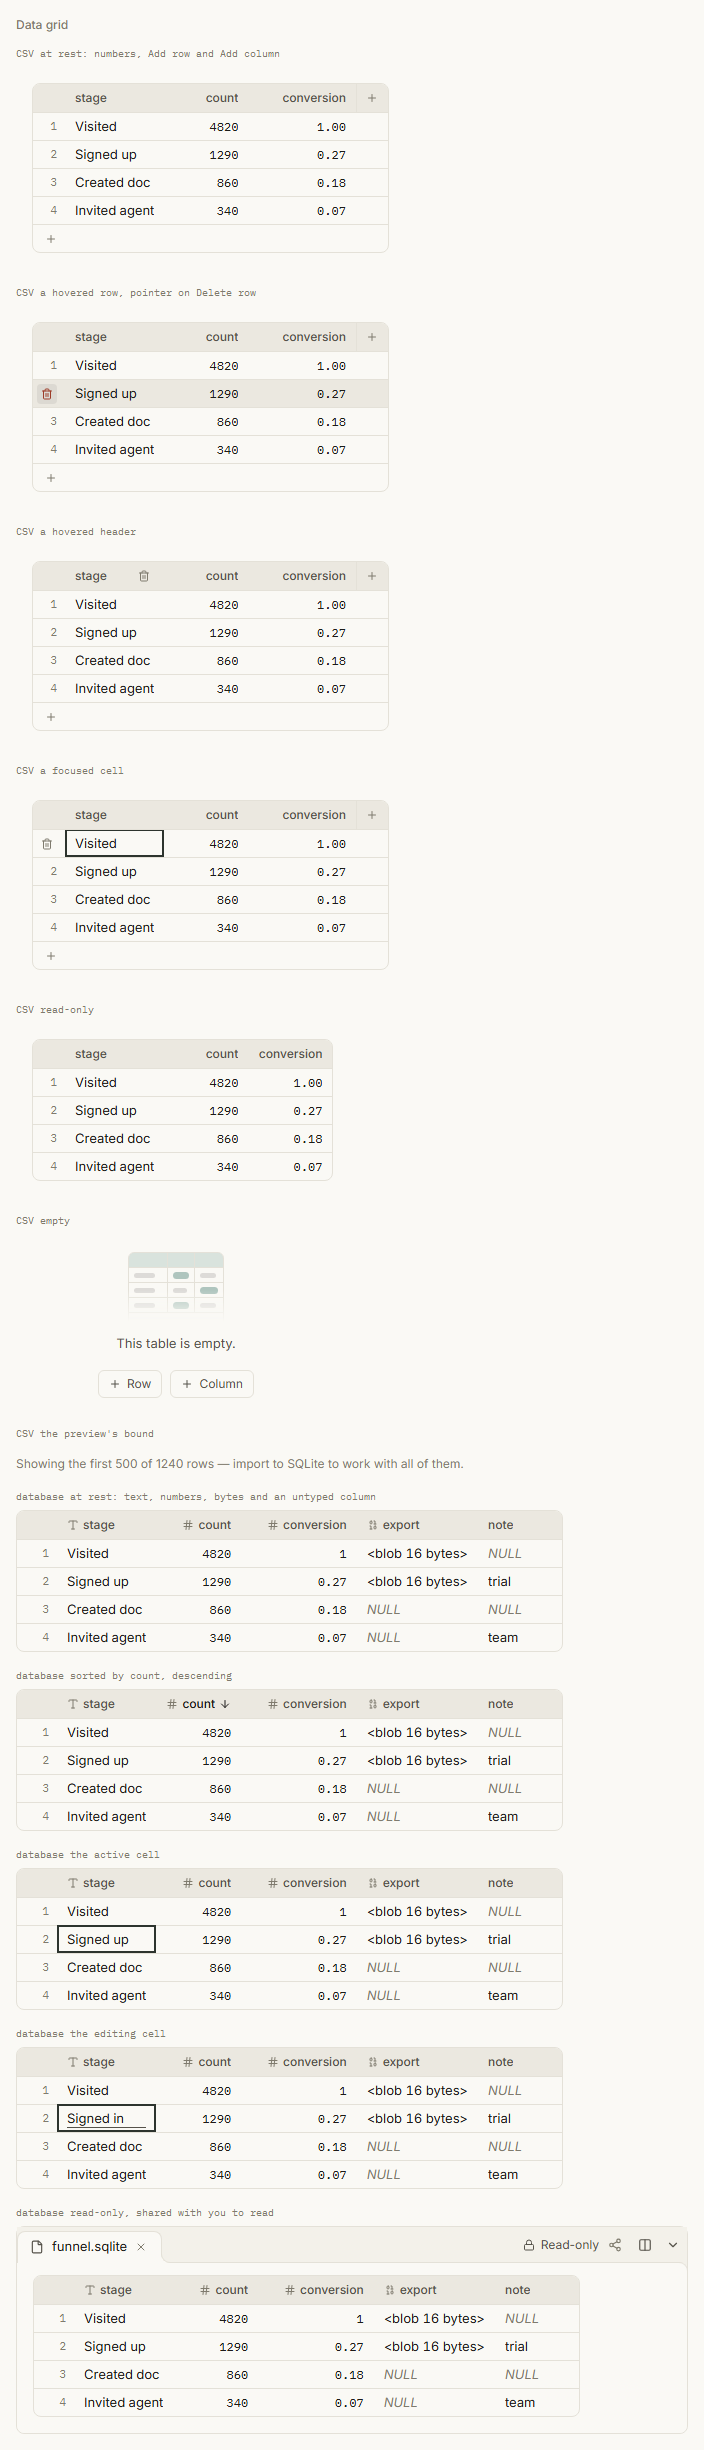 Data grid
CSV at rest: numbers, Add row and Add column
stage count conversion +
1 Visited 4820 1.00
2 Signed up 1290 0.27
3 Created doc 860 0.18
4 Invited agent 340 0.07
+
CSV a hovered row, pointer on Delete row
stage count conversion +
1 Visited 4820 1.00
Signed up 1290 0.27
3 Created doc 860 0.18
4 Invited agent 340 0.07
+
CSV a hovered header
stage count conversion +
1 Visited 4820 1.00
2 Signed up 1290 0.27
3 Created doc 860 0.18
4 Invited agent 340 0.07
+
CSV a focused cell
stage count conversion +
Visited 4820 1.00
2 Signed up 1290 0.27
3 Created doc 860 0.18
4 Invited agent 340 0.07
+
CSV read-only
stage count conversion
1 Visited 4820 1.00
2 Signed up 1290 0.27
3 Created doc 860 0.18
4 Invited agent 340 0.07
CSV empty
This table is empty.
+ Row + Column
CSV the preview's bound
Showing the first 500 of 1240 rows — import to SQLite to work with all of them.
database at rest: text, numbers, bytes and an untyped column
T stage # count # conversion export note
1 Visited 4820 1 <blob 16 bytes> NULL
2 Signed up 1290 0.27 <blob 16 bytes> trial
3 Created doc 860 0.18 NULL NULL
4 Invited agent 340 0.07 NULL team
database sorted by count, descending
T stage # count ↓ # conversion export note
1 Visited 4820 1 <blob 16 bytes> NULL
2 Signed up 1290 0.27 <blob 16 bytes> trial
3 Created doc 860 0.18 NULL NULL
4 Invited agent 340 0.07 NULL team
database the active cell
T stage # count # conversion export note
1 Visited 4820 1 <blob 16 bytes> NULL
2 Signed up 1290 0.27 <blob 16 bytes> trial
3 Created doc 860 0.18 NULL NULL
4 Invited agent 340 0.07 NULL team
database the editing cell
T stage # count # conversion export note
1 Visited 4820 1 <blob 16 bytes> NULL
2 Signed in 1290 0.27 <blob 16 bytes> trial
3 Created doc 860 0.18 NULL NULL
4 Invited agent 340 0.07 NULL team
database read-only, shared with you to read
funnel.sqlite × Read-only
T stage # count # conversion export note
1 Visited 4820 1 <blob 16 bytes> NULL
2 Signed up 1290 0.27 <blob 16 bytes> trial
3 Created doc 860 0.18 NULL NULL
4 Invited agent 340 0.07 NULL team